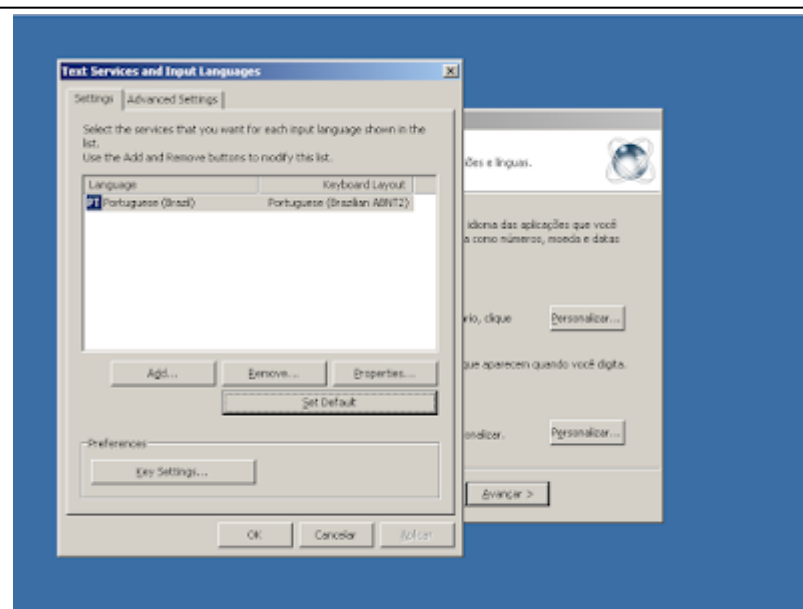 Text Services and Input Languages
Settings
Advanced Settings
Select the services that you want for each input language shown in the
list.
Use the Add and Remove buttons to modify this list.
Language
Keyboard Layout
PT Portuguese (Brazil)
Portuguese (Brazilian ABNT2)
Add...
Remove...
Properties...
Set Default
Preferences
Key Settings...
OK
Cancelar
Aplicar
ções e línguas.
idioma das aplicações que você
a como números, moeda e datas
rio, clique
Personalizar...
que aparecem quando você digita.
onalizar.
Personalizar...
Avançar >